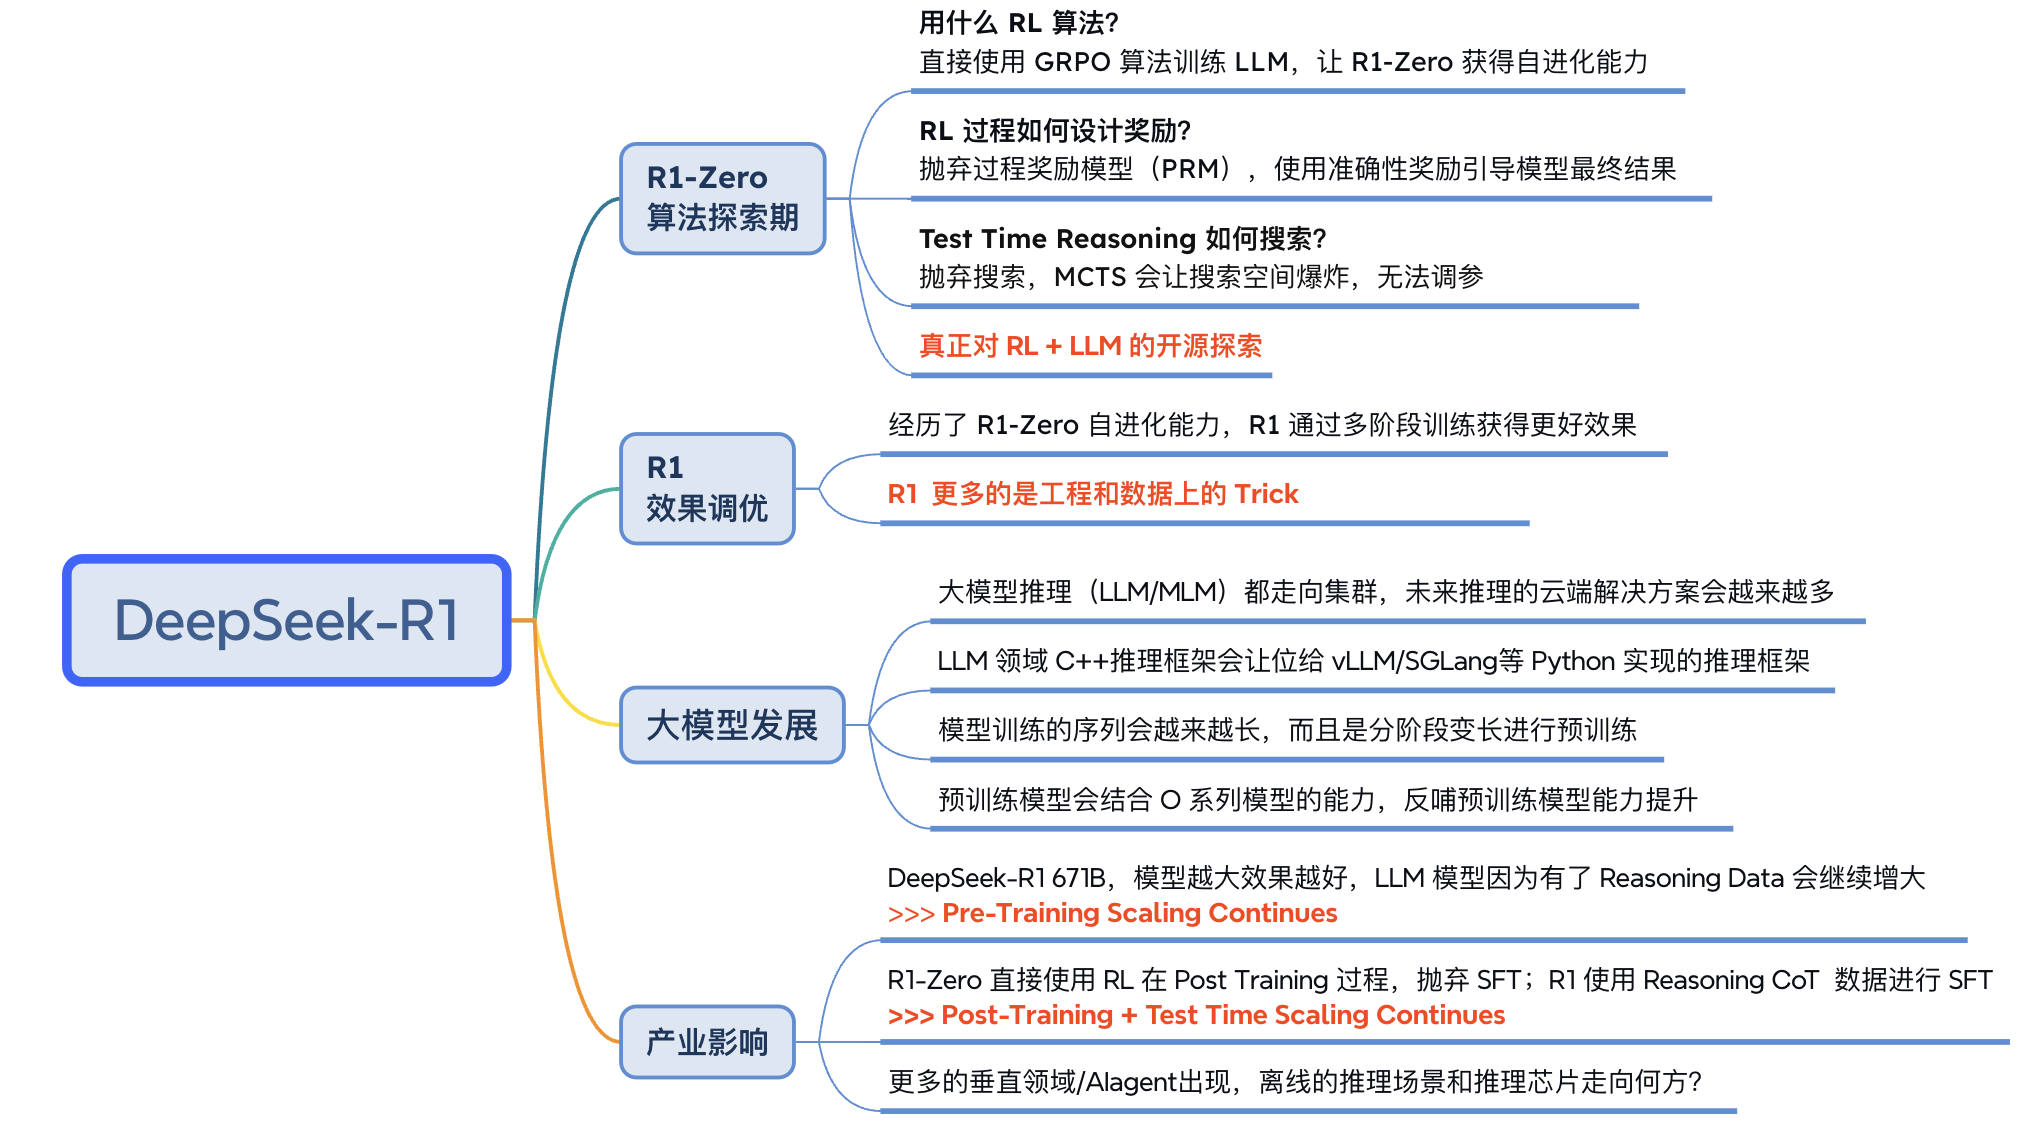 用什么 RL 算法?
直接使用 GRPO 算法训练 LLM，让 R1-Zero 获得自进化能力
RL 过程如何设计奖励?
抛弃过程奖励模型（PRM），使用准确性奖励引导模型最终结果
R1-Zero
算法探索期
Test Time Reasoning 如何搜索?
抛弃搜索，MCTS 会让搜索空间爆炸，无法调参
真正对 RL + LLM 的开源探索
经历了 R1-Zero 自进化能力，R1 通过多阶段训练获得更好效果
R1
效果调优
R1 更多的是工程和数据上的 Trick
DeepSeek-R1
大模型推理（LLM/MLM）都走向集群，未来推理的云端解决方案会越来越多
LLM 领域 C++推理框架会让位给 vLLM/SGLang等 Python 实现的推理框架
大模型发展
模型训练的序列会越来越长，而且是分阶段变长进行预训练
预训练模型会结合 O 系列模型的能力，反哺预训练模型能力提升
DeepSeek-R1 671B，模型越大效果越好，LLM 模型因为有了 Reasoning Data 会继续增大
>>> Pre-Training Scaling Continues
R1-Zero 直接使用 RL 在 Post Training 过程，抛弃 SFT；R1 使用 Reasoning CoT 数据进行 SFT
>>> Post-Training + Test Time Scaling Continues
产业影响
更多的垂直领域/AIagent出现，离线的推理场景和推理芯片走向何方?